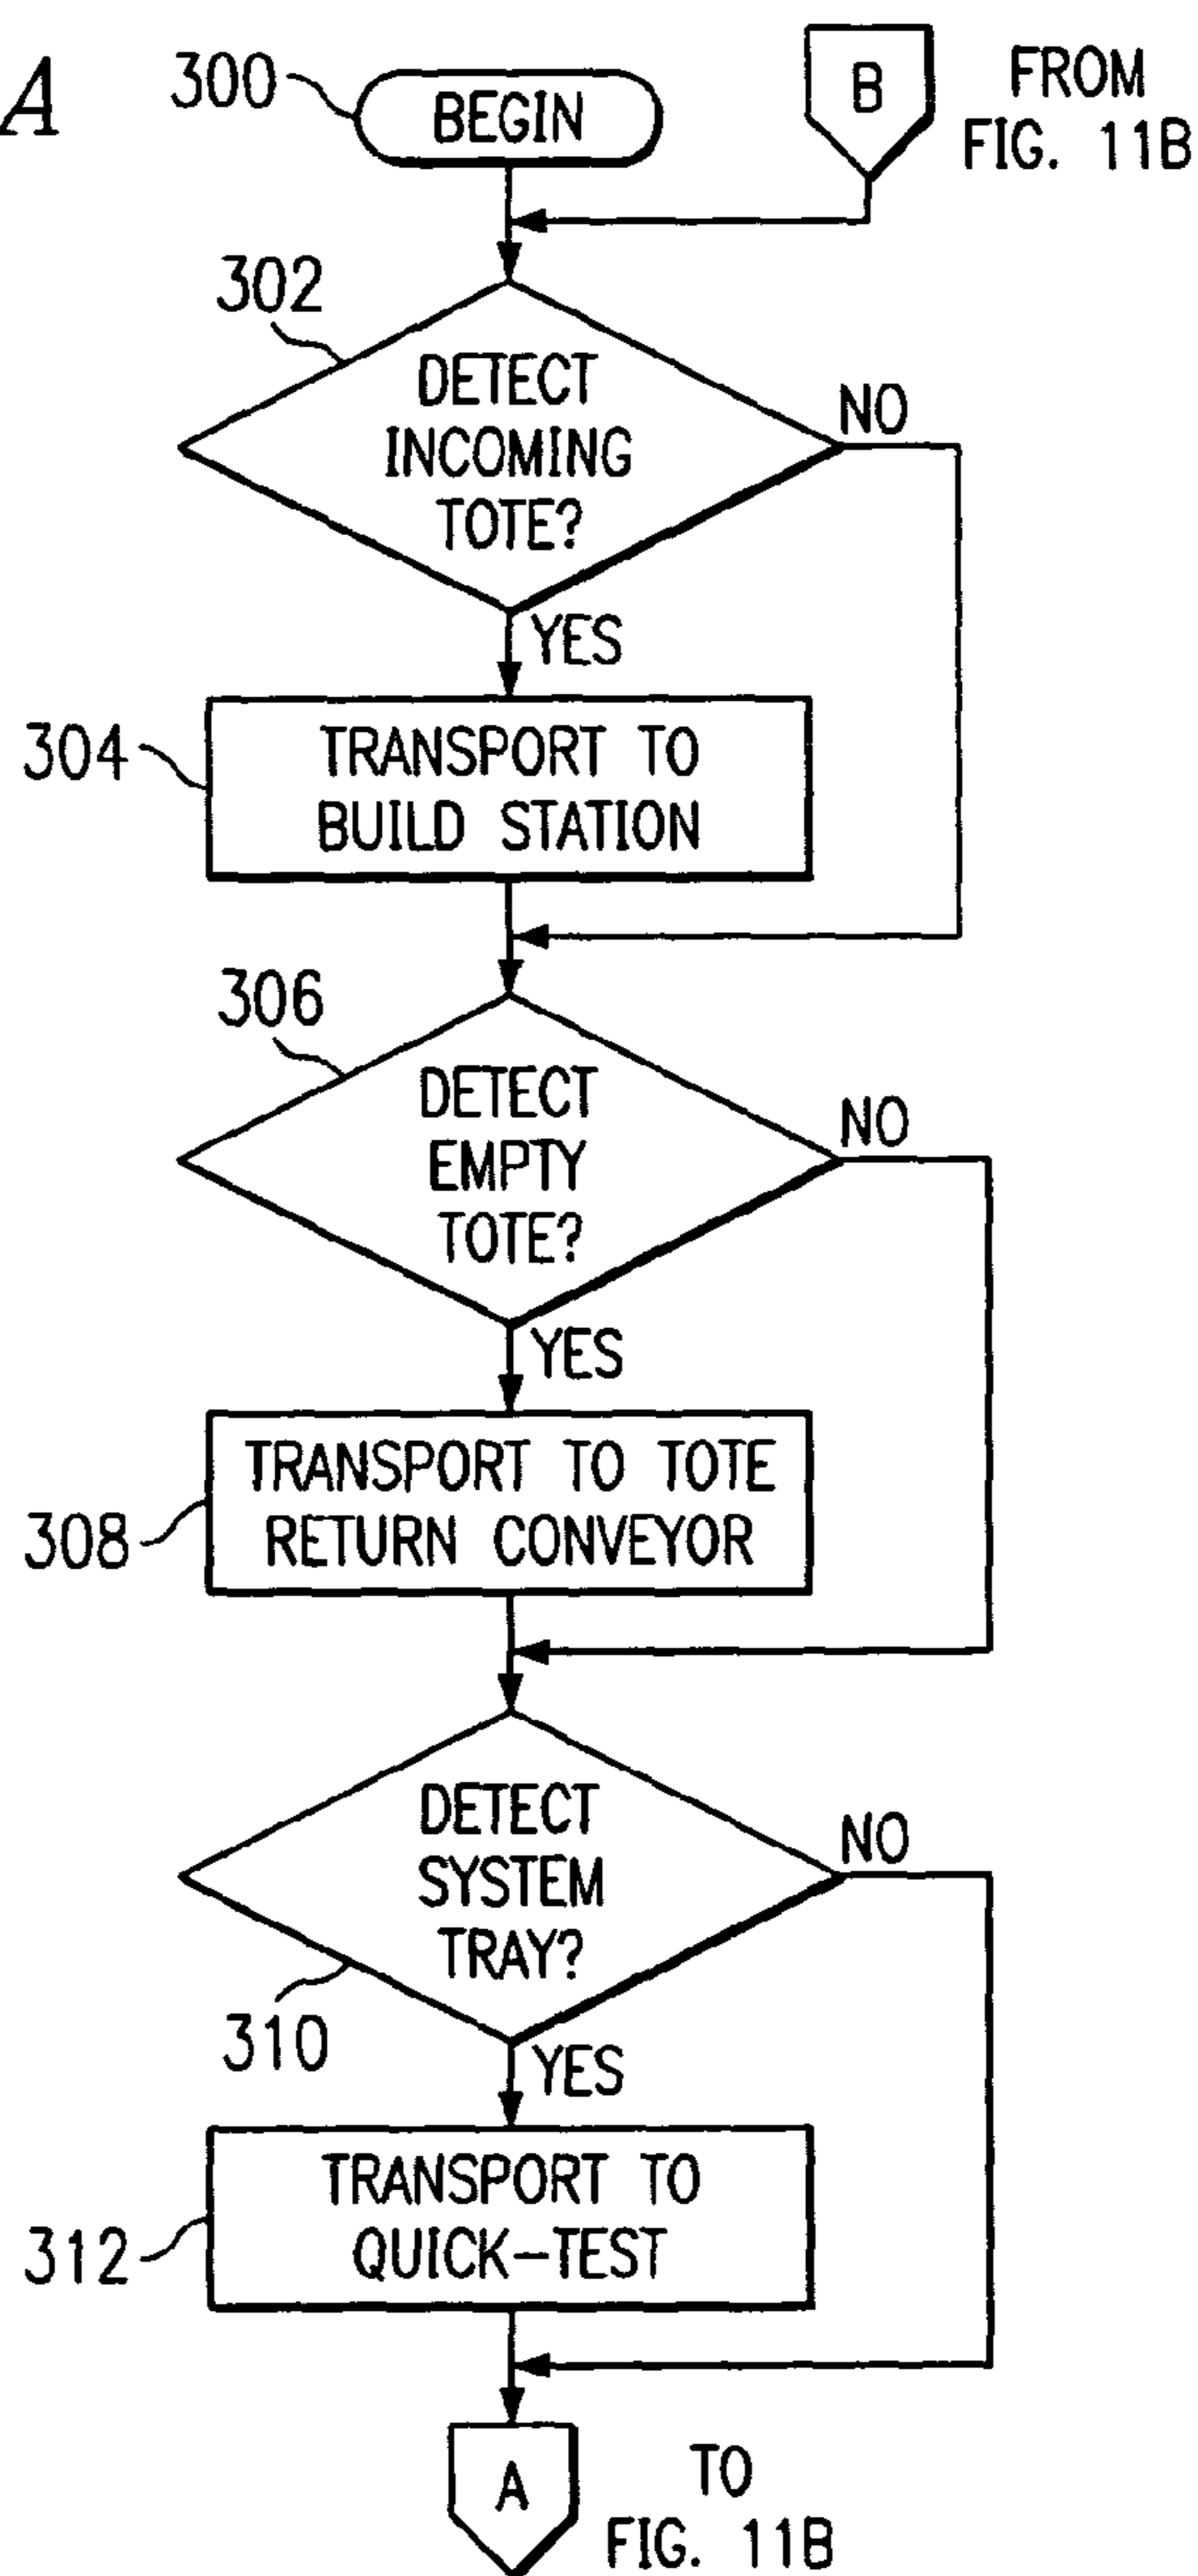 A
300
BEGIN
B
FROM
FIG. 11B
302
DETECT
INCOMING
TOTE?
NO
YES
304
TRANSPORT TO
BUILD STATION
306
DETECT
EMPTY
TOTE?
NO
YES
308
TRANSPORT TO TOTE
RETURN CONVEYOR
DETECT
SYSTEM
TRAY?
NO
310
YES
312
TRANSPORT TO
QUICK-TEST
A
TO
FIG. 11B